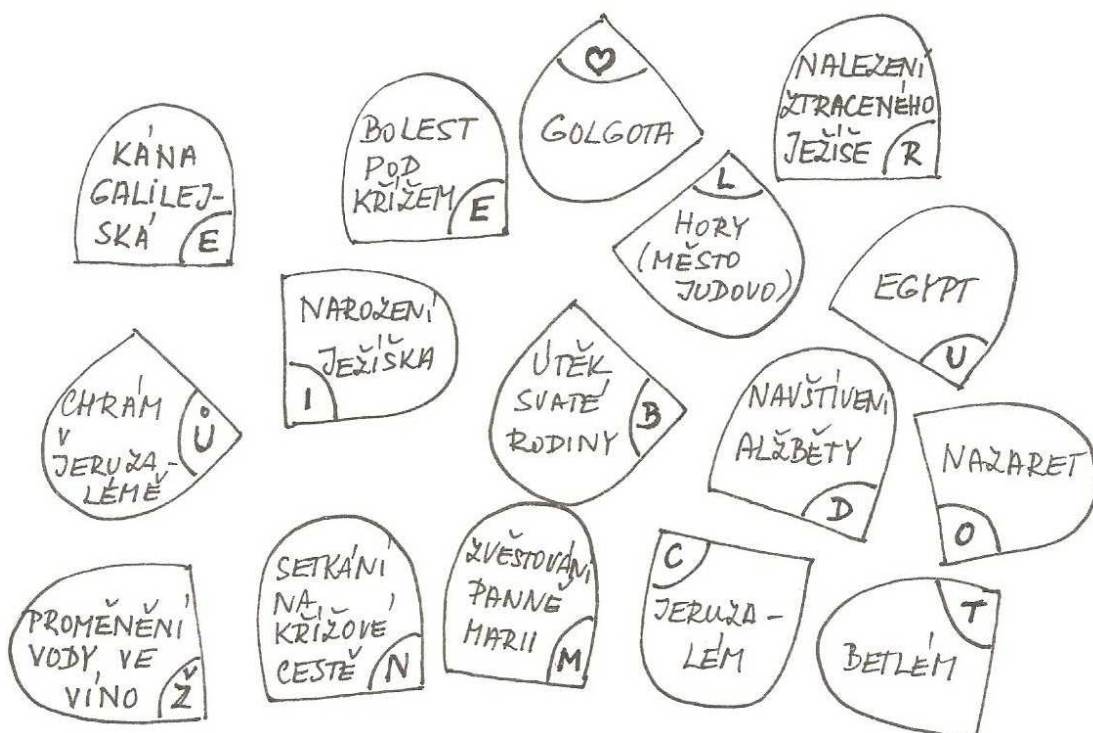 KÁNA
GALILEJ-
SKÁ
E
BOLEST
POD
KŘÍŽEM
E
GOLGOTA
NALEZENÍ
ZTRACENÉHO
JEŽÍŠE
R
L
HORY
(MĚSTO
JUDOVO)
EGYPT
U
NAROZENÍ
JEŽÍŠKA
I
CHRÁM
V
JERUZA-
LÉMĚ
Ů
ÚTĚK
SVATÉ
RODINY
B
NAVŠTÍVENÍ
ALŽBĚTY
D
NAZARET
O
PROMĚNĚNÍ
VODY VE
VÍNO
Ž
SETKÁNÍ
NA
KŘÍŽOVÉ
CESTĚ
N
ZVĚSTOVÁNÍ
PANNĚ
MARII
M
C
JERUZA-
LÉM
T
BETLÉM